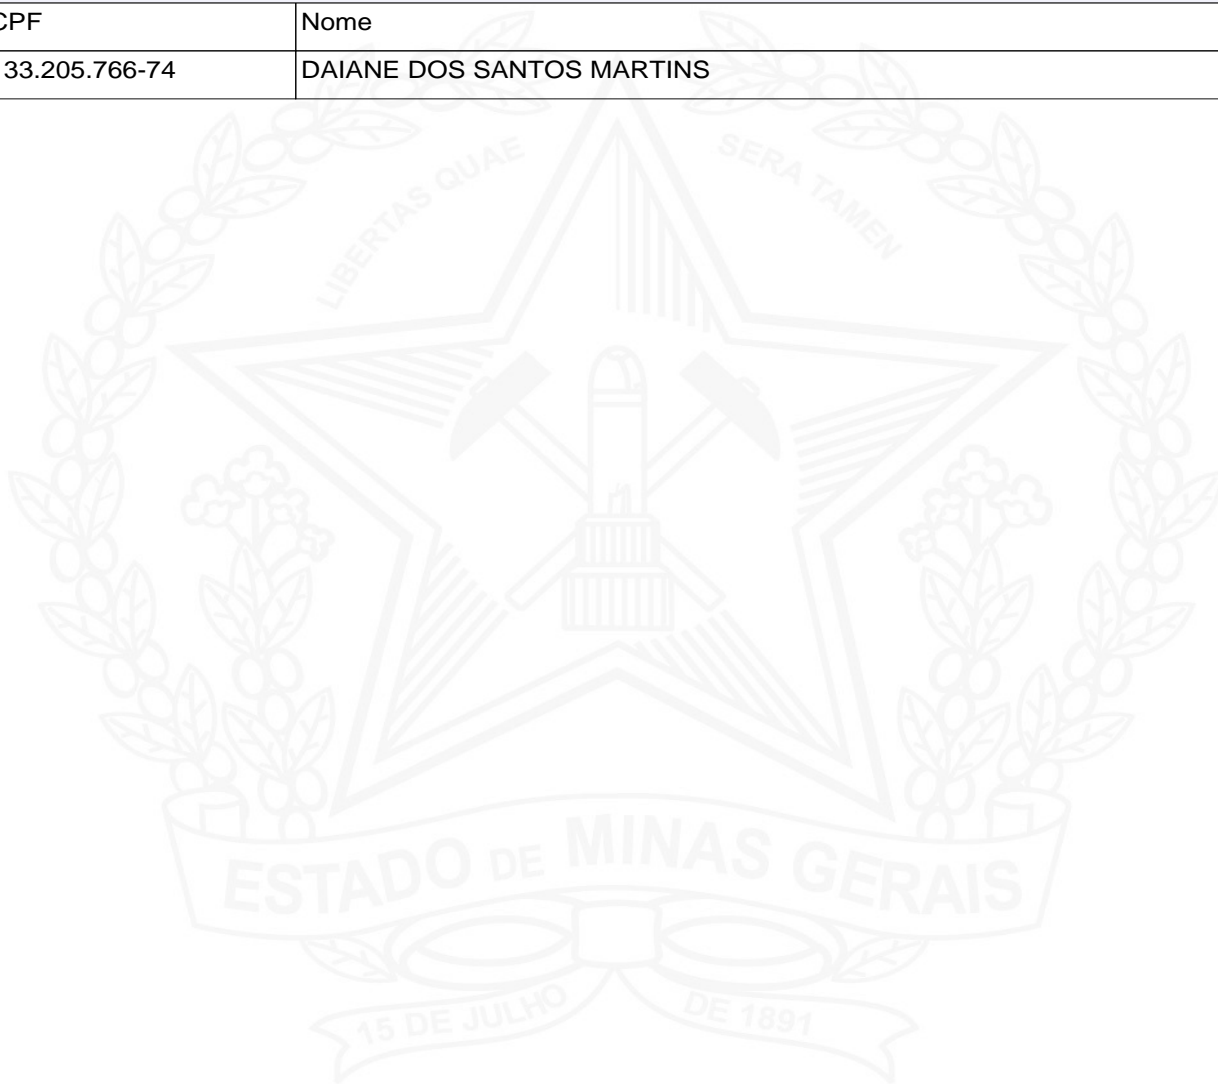 CPF Nome
33.205.766-74 DAIANE DOS SANTOS MARTINS
LIBERTAS QUAE SERA TAMEN
ESTADO DE MINAS GERAIS
15 DE JULHO DE 1891